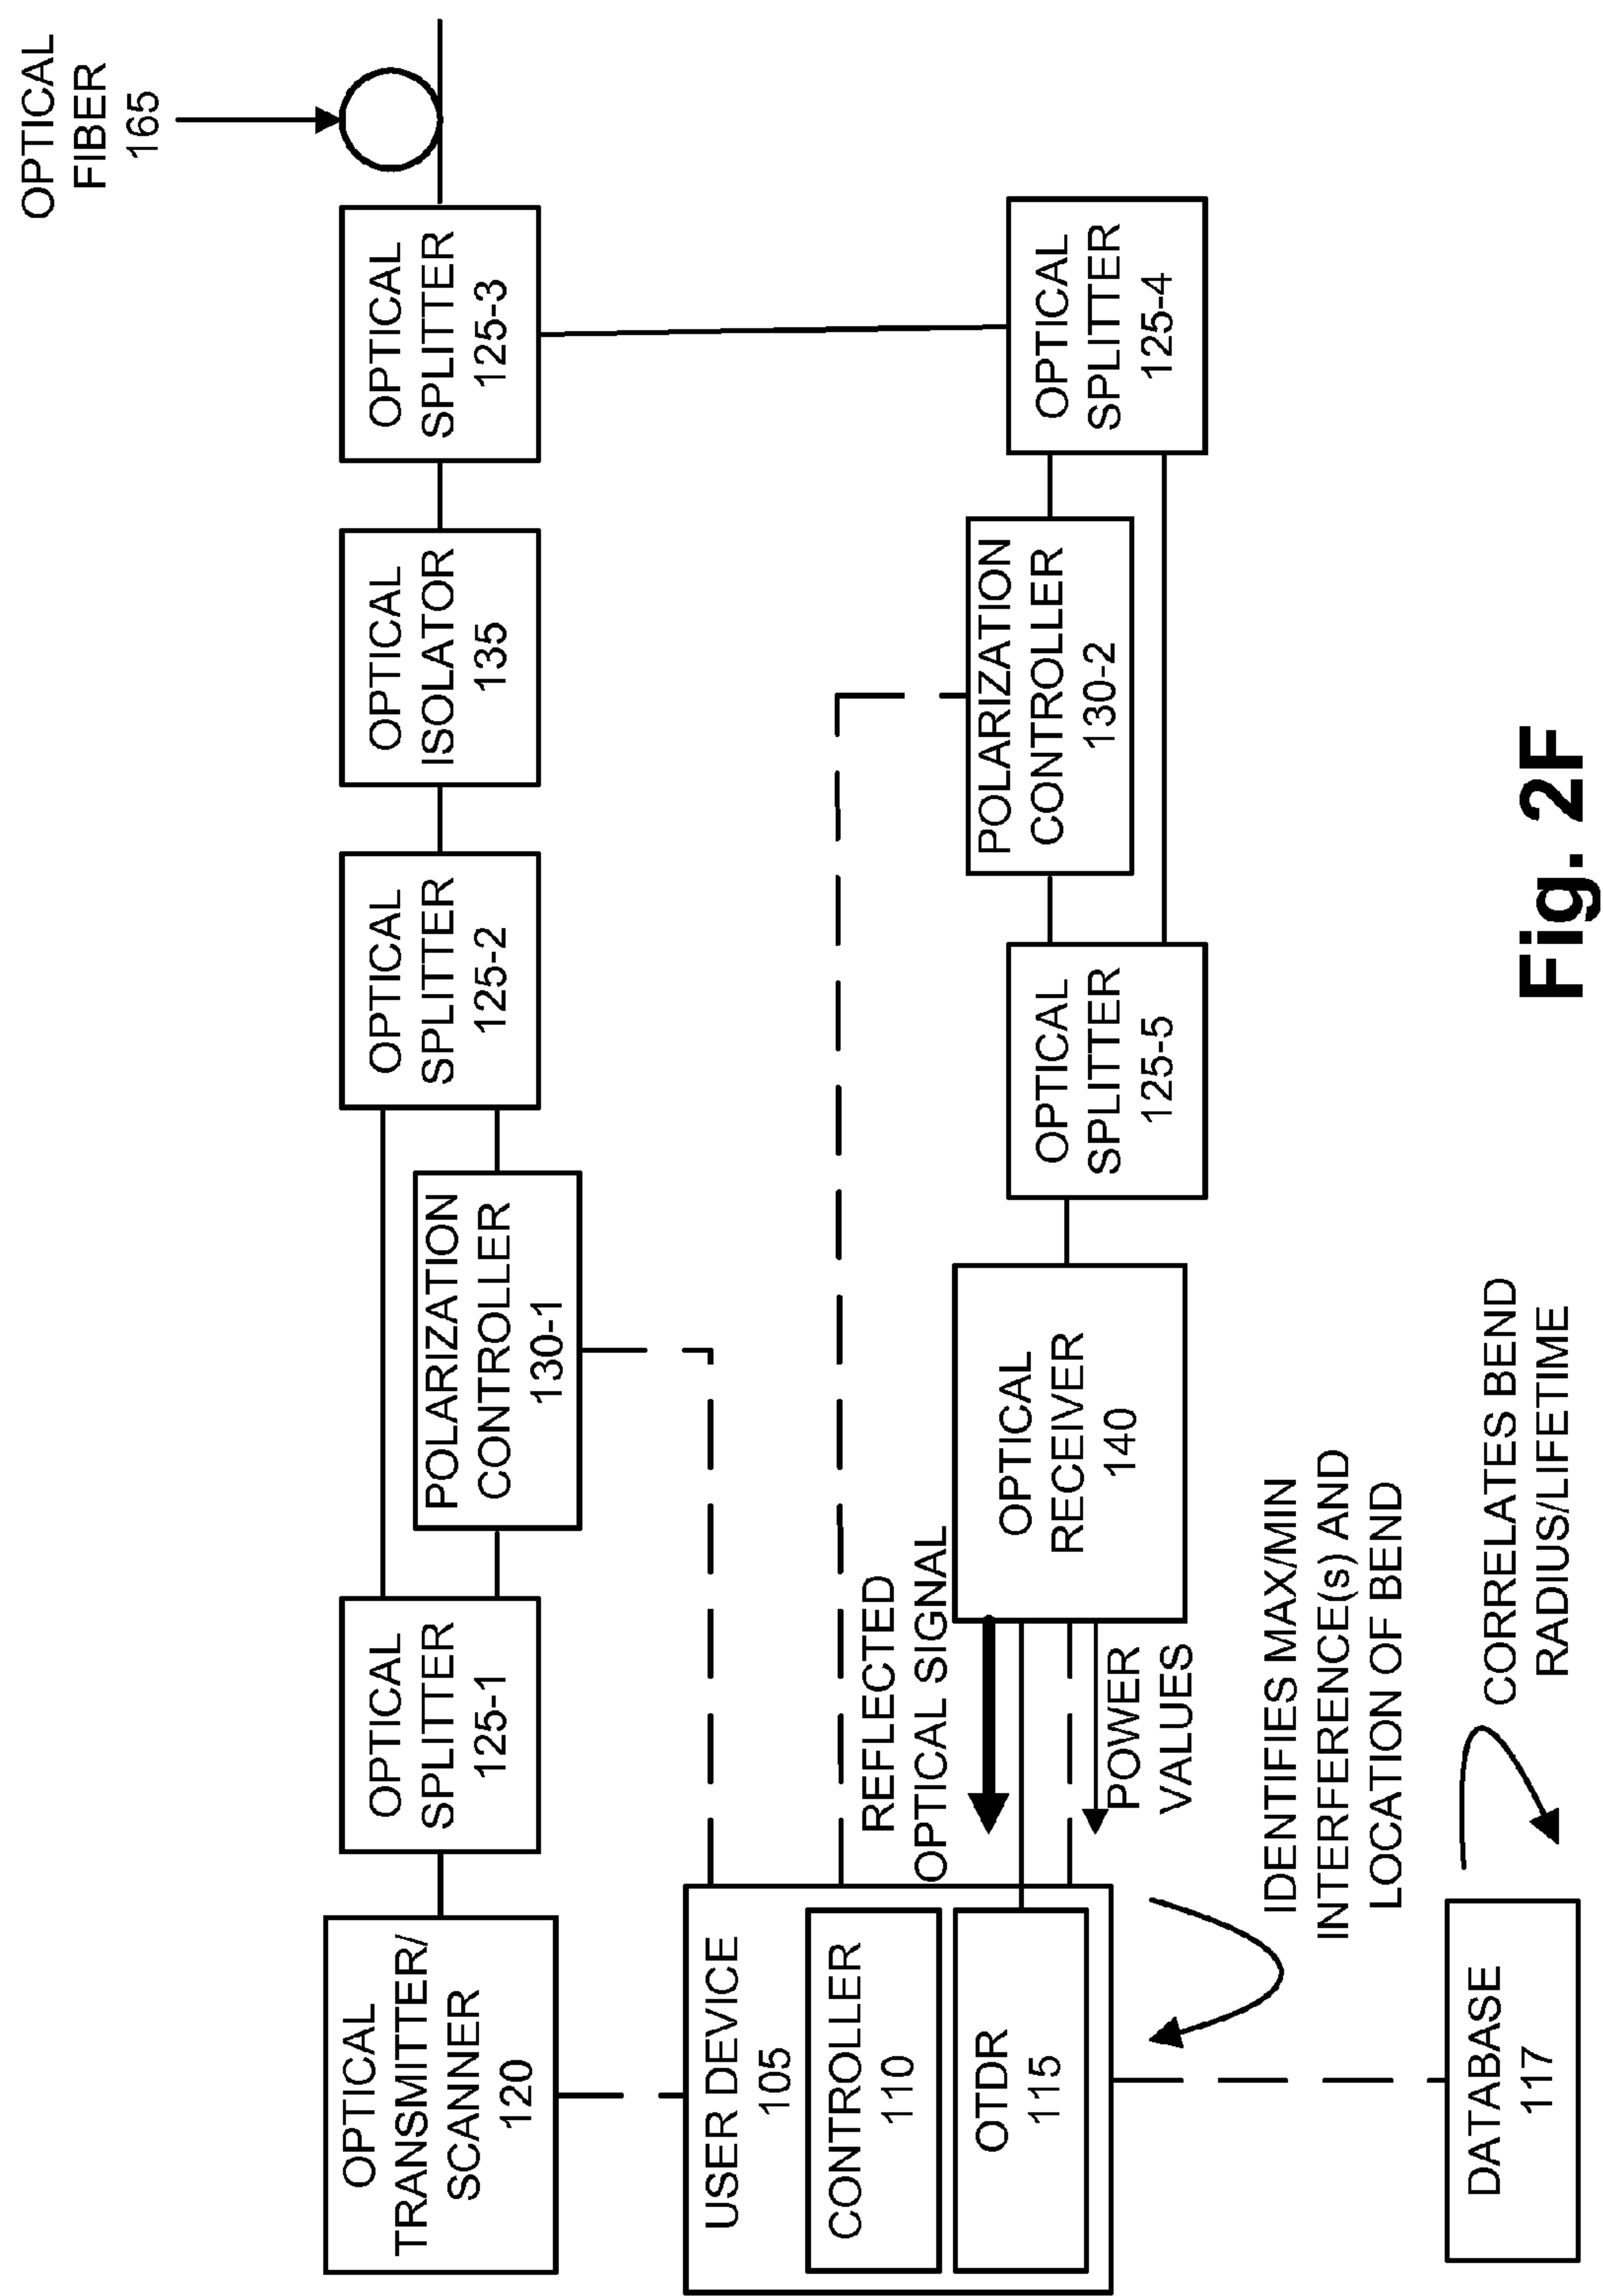 OPTICAL
FIBER
165
OPTICAL
TRANSMITTER/
SCANNER
120
OPTICAL
SPLITTER
125-1
POLARIZATION
CONTROLLER
130-1
OPTICAL
SPLITTER
125-2
OPTICAL
ISOLATOR
135
OPTICAL
SPLITTER
125-3
USER DEVICE
105
CONTROLLER
110
OTDR
115
REFLECTED
OPTICAL SIGNAL
POWER
VALUES
OPTICAL
RECEIVER
140
OPTICAL
SPLITTER
125-5
POLARIZATION
CONTROLLER
130-2
OPTICAL
SPLITTER
125-4
IDENTIFIES MAX/MIN
INTERFERENCE(s) AND
LOCATION OF BEND
DATABASE
117
CORRELATES BEND
RADIUS/LIFETIME
Fig. 2F